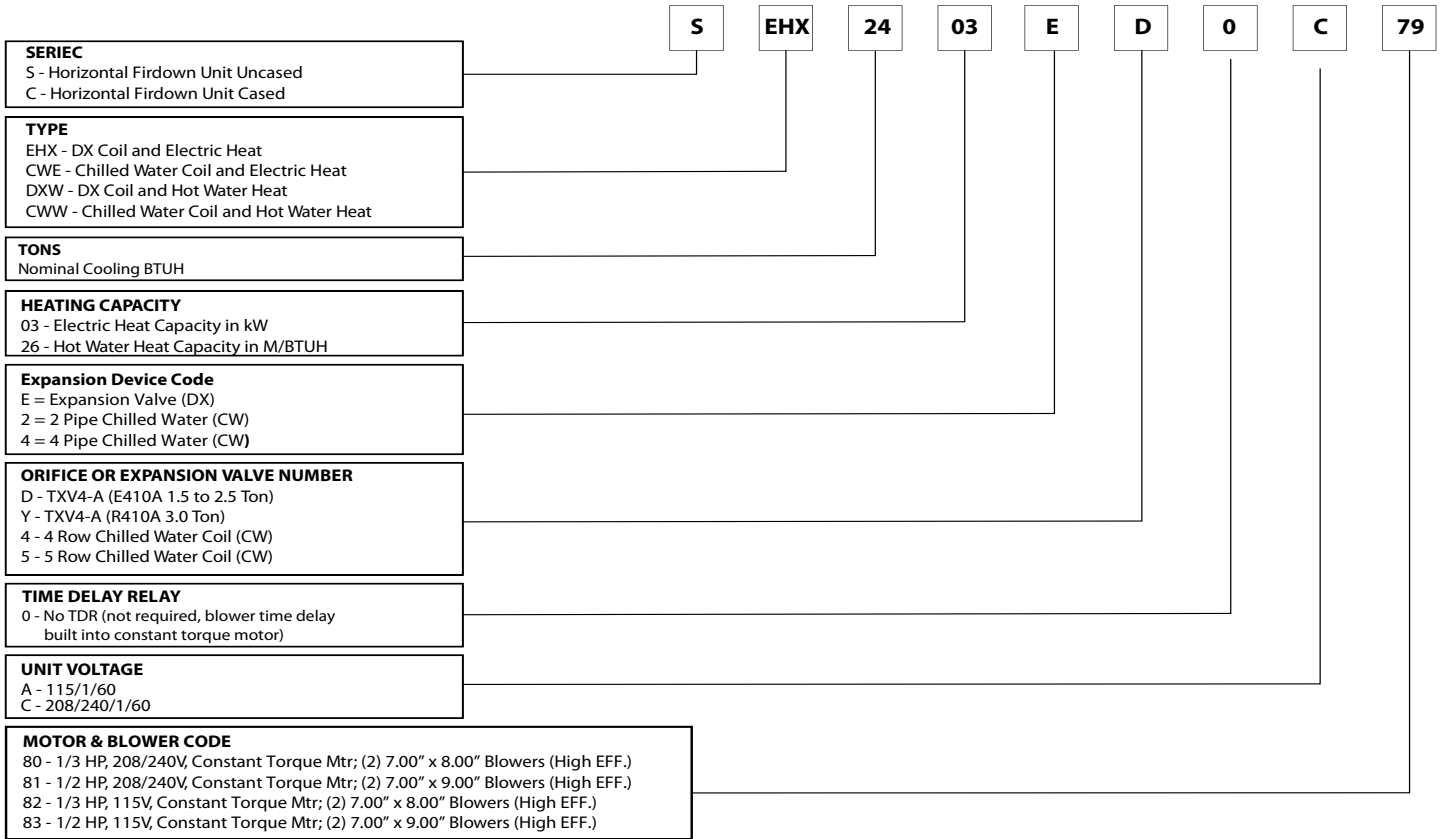 S EHX 24 03 E D 0 C 79
SERIEC
S - Horizontal Firdown Unit Uncased
C - Horizontal Firdown Unit Cased
TYPE
EHX - DX Coil and Electric Heat
CWE - Chilled Water Coil and Electric Heat
DXW - DX Coil and Hot Water Heat
CWW - Chilled Water Coil and Hot Water Heat
TONS
Nominal Cooling BTUH
HEATING CAPACITY
03 - Electric Heat Capacity in kW
26 - Hot Water Heat Capacity in M/BTUH
Expansion Device Code
E = Expansion Valve (DX)
2 = 2 Pipe Chilled Water (CW)
4 = 4 Pipe Chilled Water (CW)
ORIFICE OR EXPANSION VALVE NUMBER
D - TXV4-A (E410A 1.5 to 2.5 Ton)
Y - TXV4-A (R410A 3.0 Ton)
4 - 4 Row Chilled Water Coil (CW)
5 - 5 Row Chilled Water Coil (CW)
TIME DELAY RELAY
0 - No TDR (not required, blower time delay
built into constant torque motor)
UNIT VOLTAGE
A - 115/1/60
C - 208/240/1/60
MOTOR & BLOWER CODE
80 - 1/3 HP, 208/240V, Constant Torque Mtr; (2) 7.00” x 8.00” Blowers (High EFF.)
81 - 1/2 HP, 208/240V, Constant Torque Mtr; (2) 7.00” x 9.00” Blowers (High EFF.)
82 - 1/3 HP, 115V, Constant Torque Mtr; (2) 7.00” x 8.00” Blowers (High EFF.)
83 - 1/2 HP, 115V, Constant Torque Mtr; (2) 7.00” x 9.00” Blowers (High EFF.)